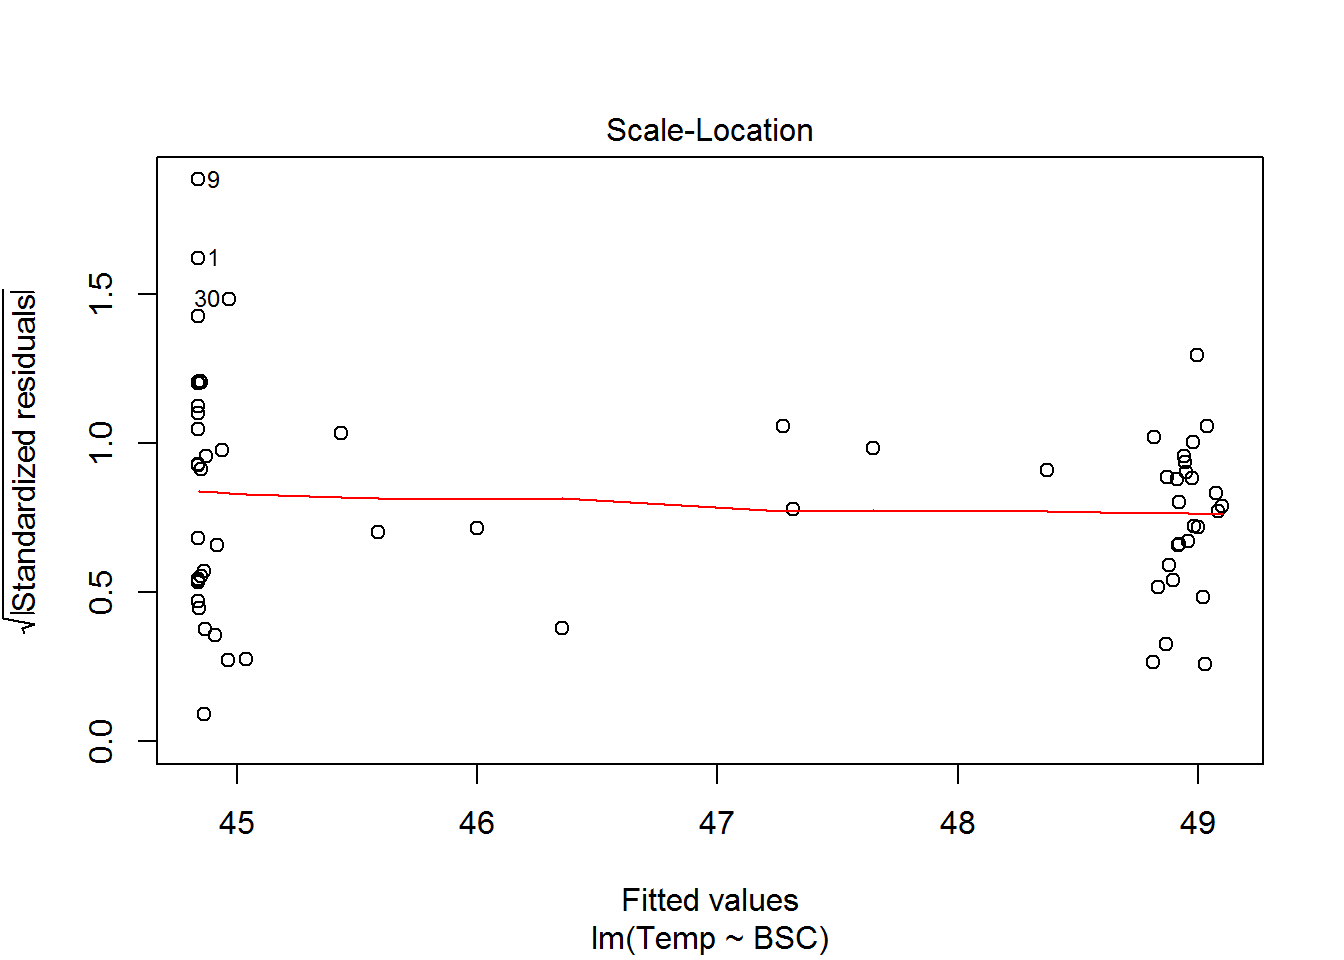 Scale-Location
9
1
30
√|Standardized residuals|
1.5
1.0
0.5
0.0
45 46 47 48 49
Fitted values
lm(Temp ~ BSC)